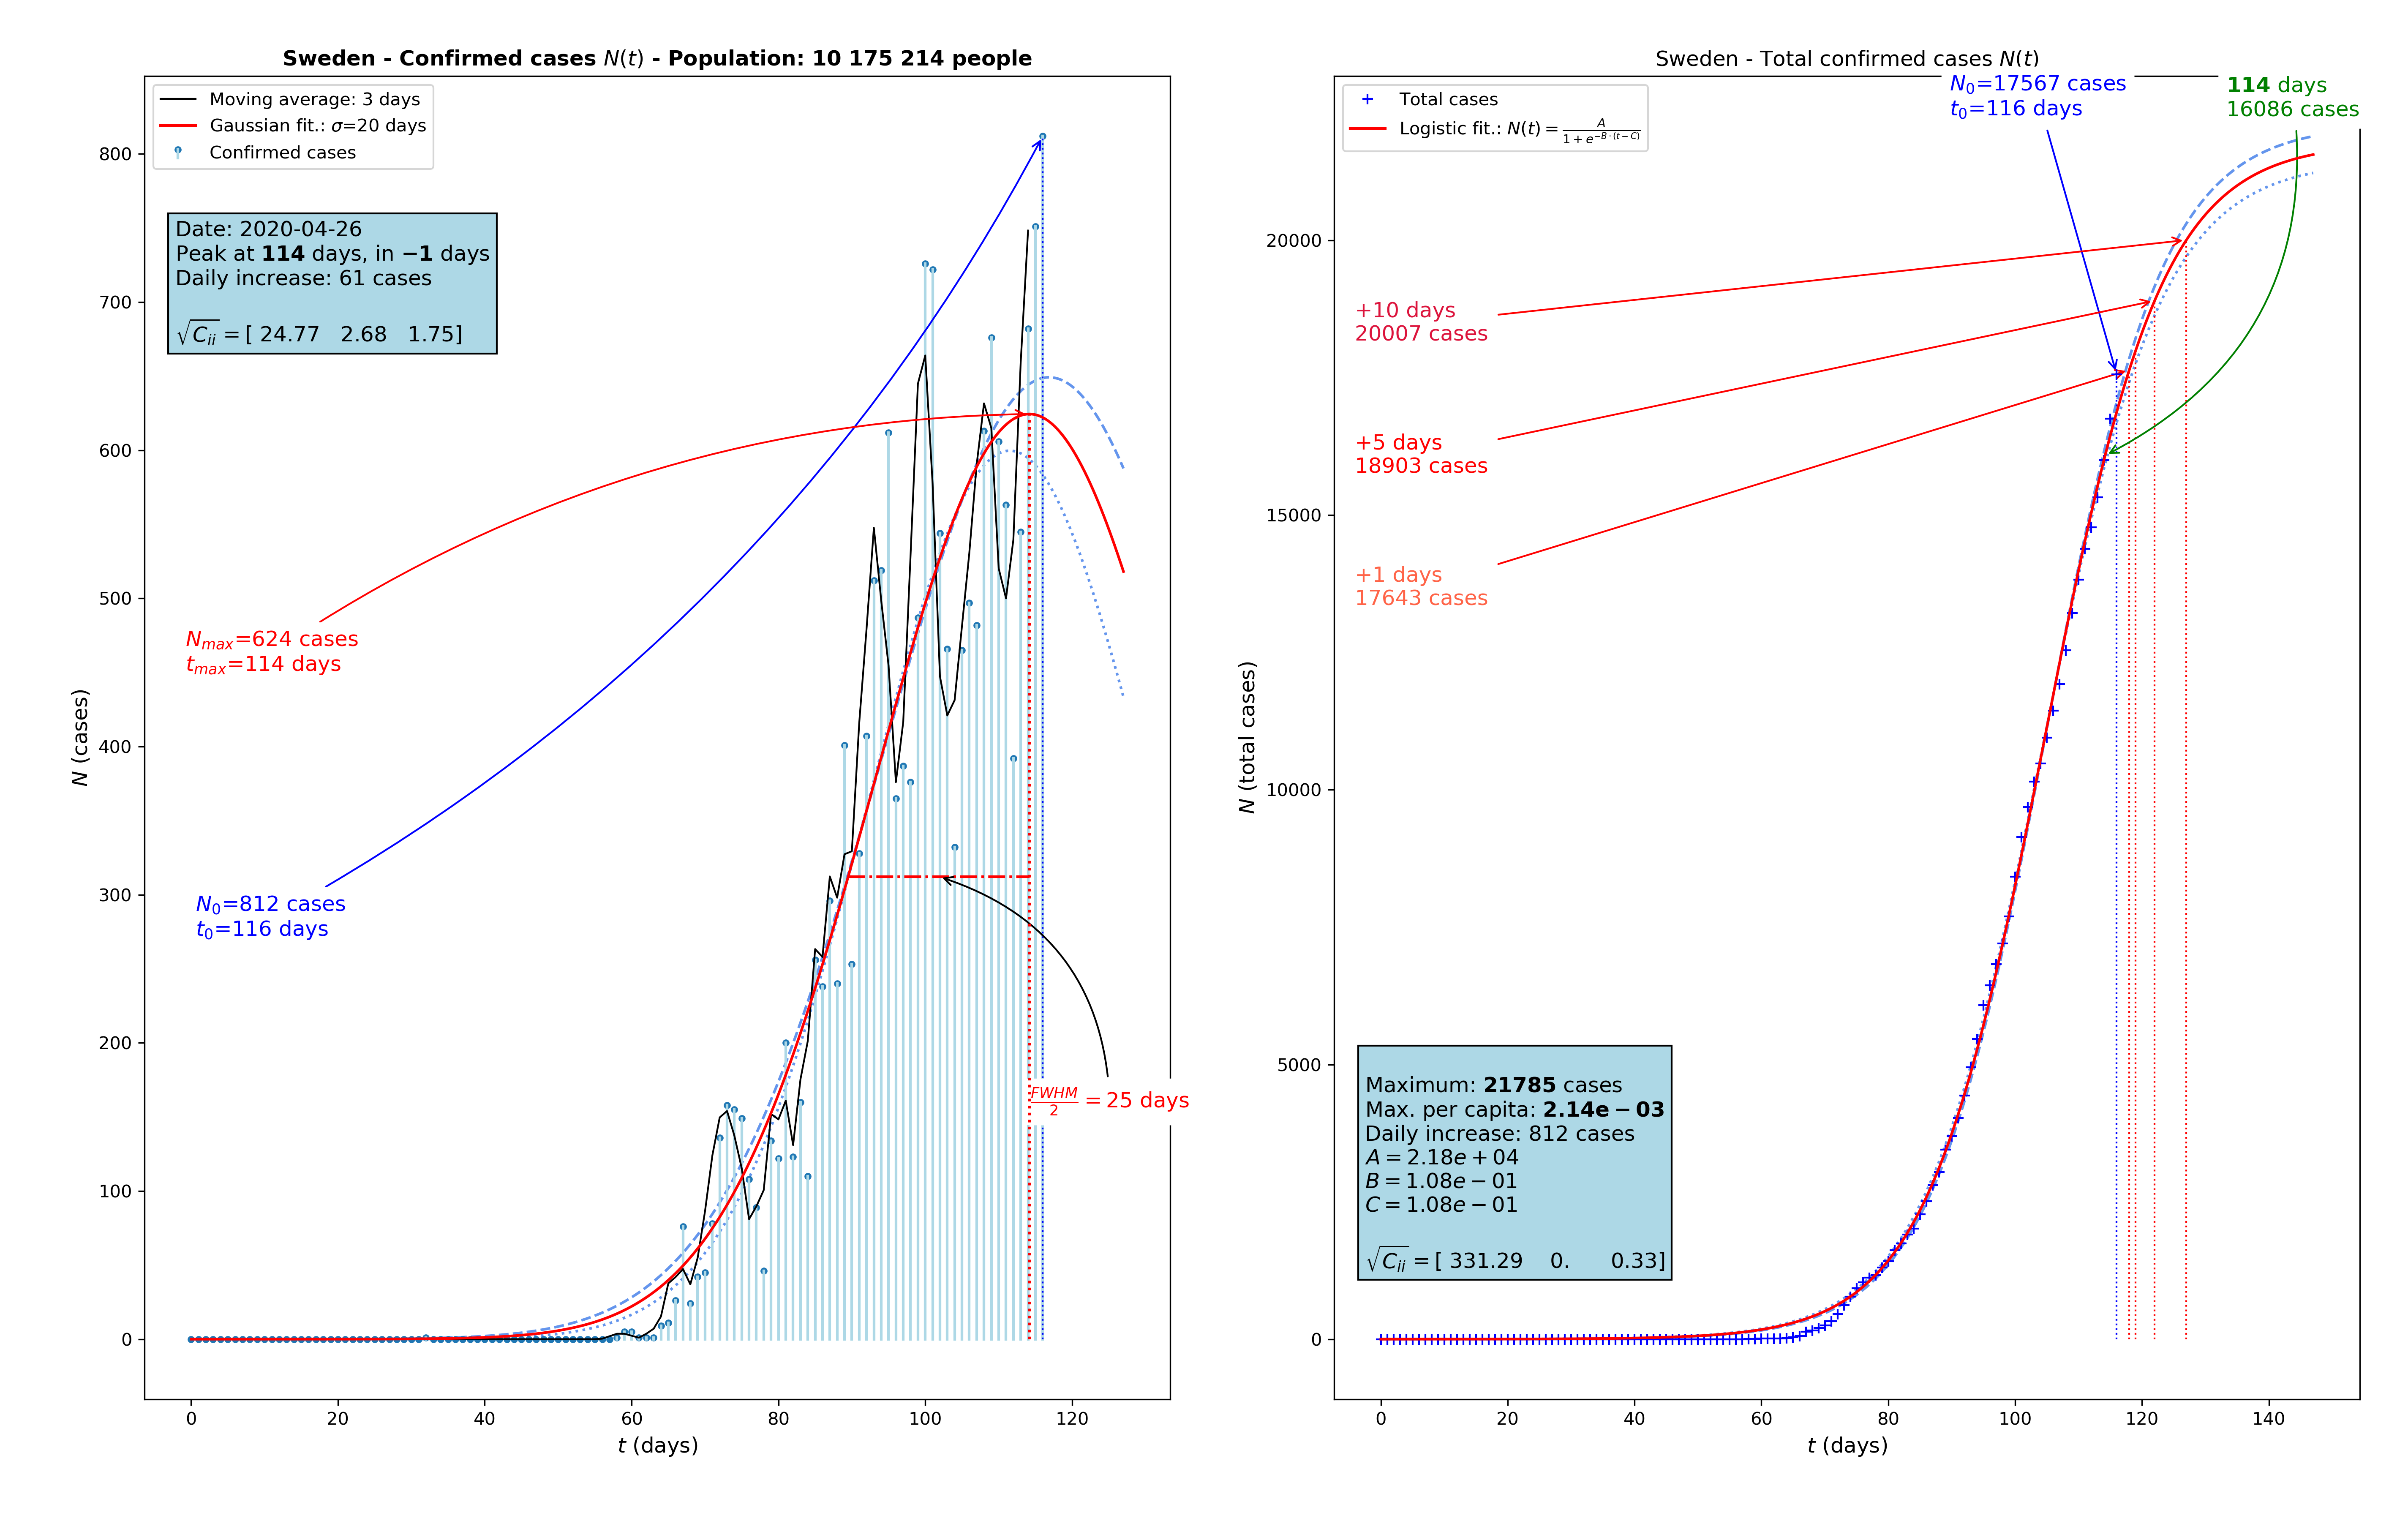 Sweden - Confirmed cases N(t) - Population: 10 175 214 people
Moving average: 3 days
Gaussian fit.: σ=20 days
Confirmed cases
Date: 2020-04-26
Peak at 114 days, in −1 days
Daily increase: 61 cases
√C_ii = [ 24.77 2.68 1.75]
N_max=624 cases
t_max=114 days
N_0=812 cases
t_0=116 days
FWHM/2 = 25 days
N (cases)
800
700
600
500
400
300
200
100
0
0 20 40 60 80 100 120
t (days)
Sweden - Total confirmed cases N(t)
Total cases
Logistic fit.: N(t) = A/(1 + e^(−B·(t−C)))
N_0=17567 cases
t_0=116 days
114 days
16086 cases
+10 days
20007 cases
+5 days
18903 cases
+1 days
17643 cases
Maximum: 21785 cases
Max. per capita: 2.14e − 03
Daily increase: 812 cases
A = 2.18e + 04
B = 1.08e − 01
C = 1.08e − 01
√C_ii = [ 331.29 0. 0.33]
N (total cases)
20000
15000
10000
5000
0
0 20 40 60 80 100 120 140
t (days)